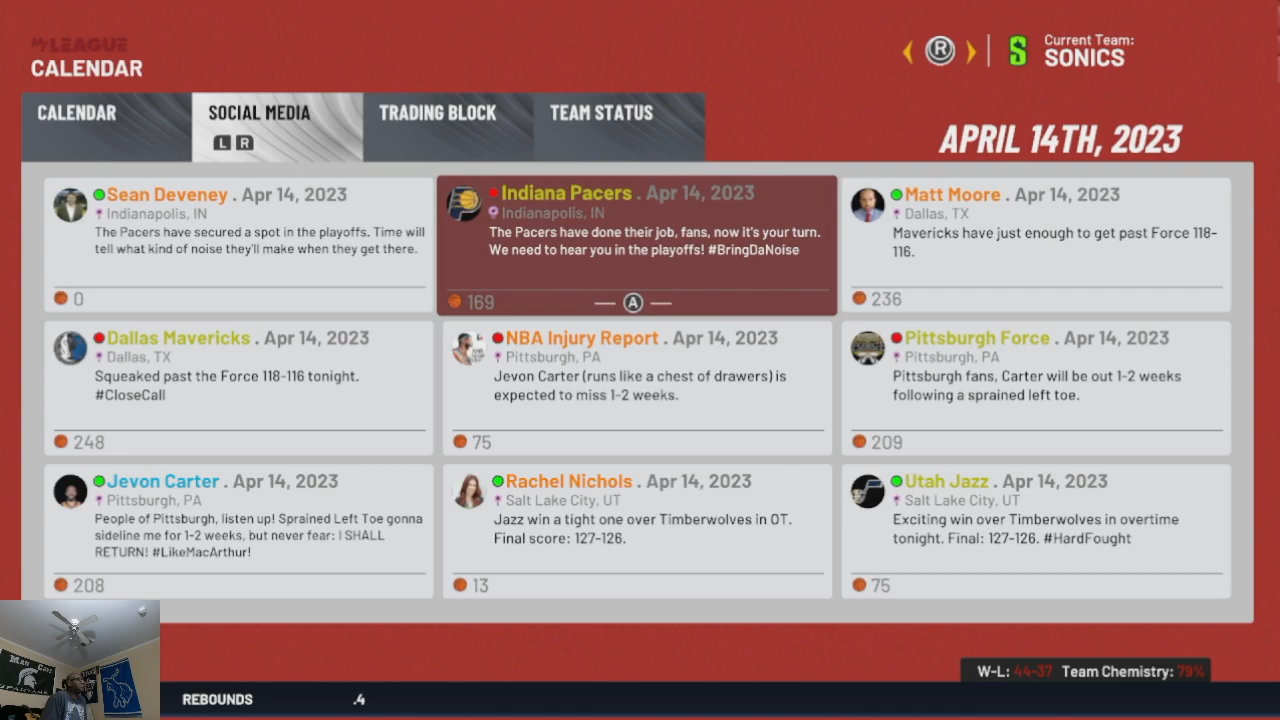 MyLEAGUE
CALENDAR
R
Current Team:
SONICS
CALENDAR
SOCIAL MEDIA
TRADING BLOCK
TEAM STATUS
L R
APRIL 14TH, 2023
Sean Deveney . Apr 14, 2023
Indianapolis, IN
The Pacers have secured a spot in the playoffs. Time will
tell what kind of noise they'll make when they get there.
0
Indiana Pacers . Apr 14, 2023
Indianapolis, IN
The Pacers have done their job, fans, now it's your turn.
We need to hear you in the playoffs! #BringDaNoise
169
A
Matt Moore . Apr 14, 2023
Dallas, TX
Mavericks have just enough to get past Force 118-
116.
236
Dallas Mavericks . Apr 14, 2023
Dallas, TX
Squeaked past the Force 118-116 tonight.
#CloseCall
248
NBA Injury Report . Apr 14, 2023
Pittsburgh, PA
Jevon Carter (runs like a chest of drawers) is
expected to miss 1-2 weeks.
75
Pittsburgh Force . Apr 14, 2023
Pittsburgh, PA
Pittsburgh fans, Carter will be out 1-2 weeks
following a sprained left toe.
209
Jevon Carter . Apr 14, 2023
Pittsburgh, PA
People of Pittsburgh, listen up! Sprained Left Toe gonna
sideline me for 1-2 weeks, but never fear: I SHALL
RETURN! #LikeMacArthur!
208
Rachel Nichols . Apr 14, 2023
Salt Lake City, UT
Jazz win a tight one over Timberwolves in OT.
Final score: 127-126.
13
Utah Jazz . Apr 14, 2023
Salt Lake City, UT
Exciting win over Timberwolves in overtime
tonight. Final: 127-126. #HardFought
75
MAN CAVE
SPARTANS
W-L: 44-37 Team Chemistry: 79%
REBOUNDS .4